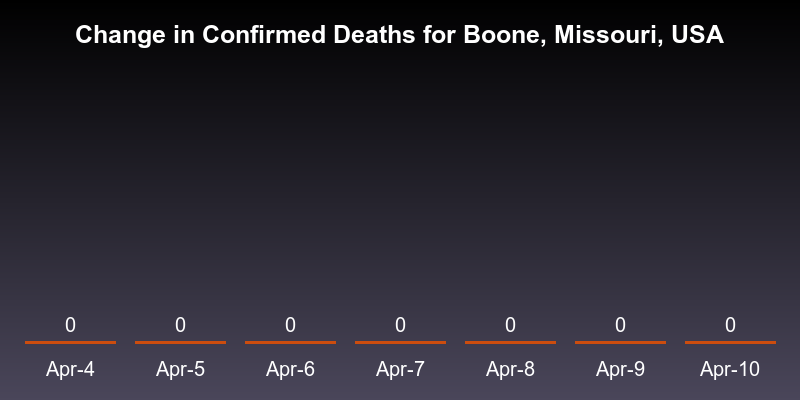 Change in Confirmed Deaths for Boone, Missouri, USA
0 0 0 0 0 0 0
Apr-4 Apr-5 Apr-6 Apr-7 Apr-8 Apr-9 Apr-10